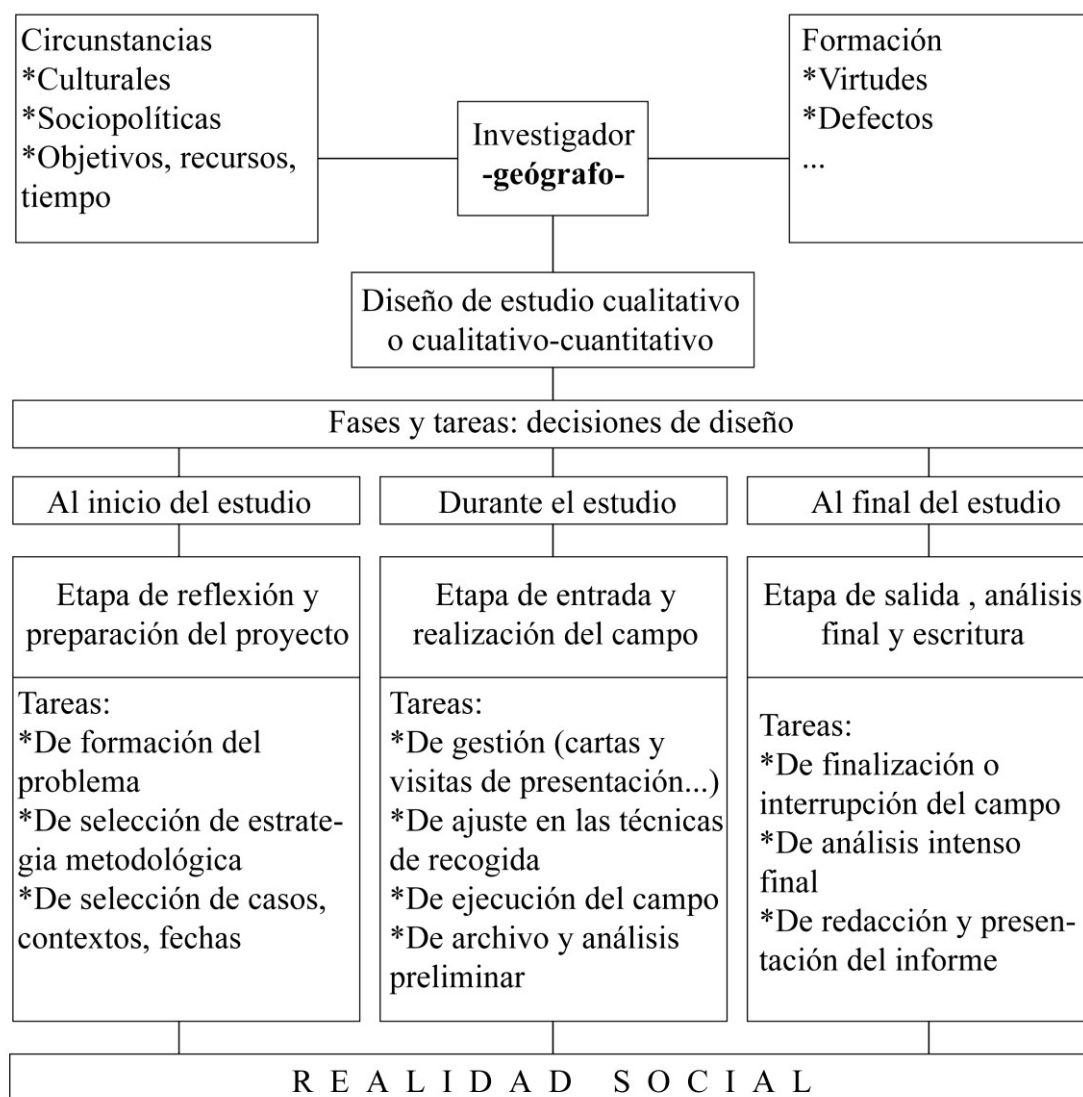 Circunstancias
*Culturales
*Sociopolíticas
*Objetivos, recursos,
tiempo
Investigador
-geógrafo-
Formación
*Virtudes
*Defectos
...
Diseño de estudio cualitativo
o cualitativo-cuantitativo
Fases y tareas: decisiones de diseño
Al inicio del estudio
Durante el estudio
Al final del estudio
Etapa de reflexión y
preparación del proyecto
Tareas:
*De formación del
problema
*De selección de estrate-
gia metodológica
*De selección de casos,
contextos, fechas
Etapa de entrada y
realización del campo
Tareas:
*De gestión (cartas y
visitas de presentación...)
*De ajuste en las técnicas
de recogida
*De ejecución del campo
*De archivo y análisis
preliminar
Etapa de salida , análisis
final y escritura
Tareas:
*De finalización o
interrupción del campo
*De análisis intenso
final
*De redacción y presen-
tación del informe
REALIDAD SOCIAL